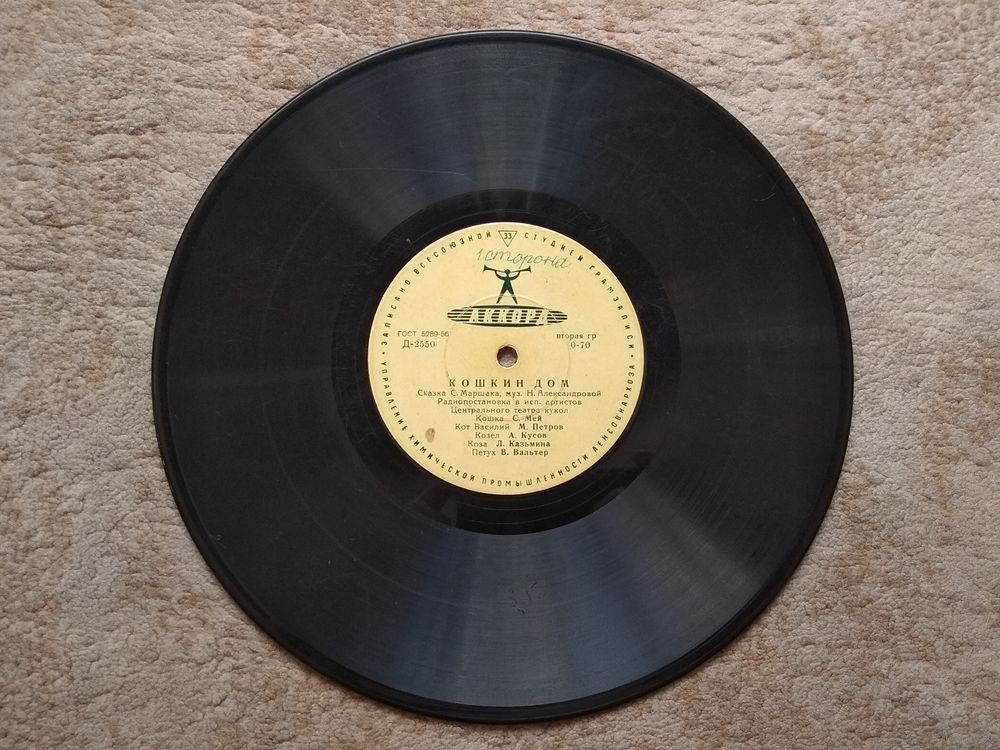 ЗАПИСАНО ВСЕСОЮЗНОЙ 33 СТУДИЕЙ ГРАМЗАПИСИ
1 сторона
АККОРД
ГОСТ 5289-56 вторая гр
Д-2550 0-70
КОШКИН ДОМ
Сказка С. Маршака, муз. Н. Александровой
Радиопостановка в исп. артистов
Центрального театра кукол
Кошка С. Мей
Кот Василий М. Петров
Козел А. Кусов
Коза Л. Казьмина
Петух В. Вальтер
УПРАВЛЕНИЕ ХИМИЧЕСКОЙ ПРОМЫШЛЕННОСТИ ЛЕНСОВНАРХОЗА